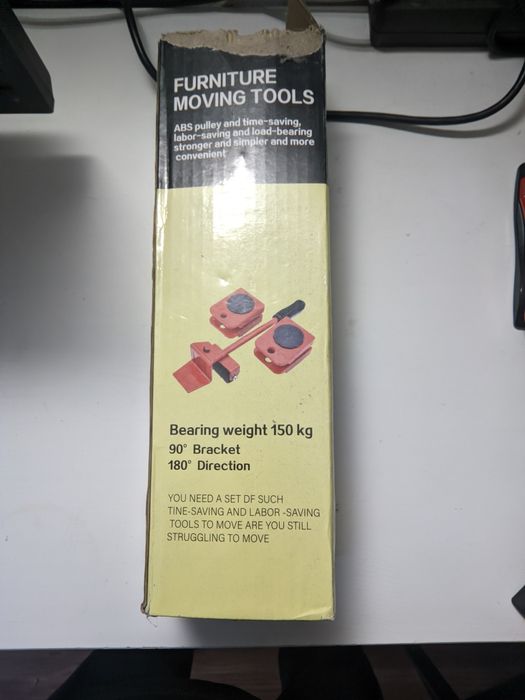 FURNITURE
MOVING TOOLS
ABS pulley and time-saving,
labor-saving and load-bearing
stronger and simpler and more
convenient
Bearing weight 150 kg
90° Bracket
180° Direction
YOU NEED A SET DF SUCH
TINE-SAVING AND LABOR -SAVING
TOOLS TO MOVE ARE YOU STILL
STRUGGLING TO MOVE